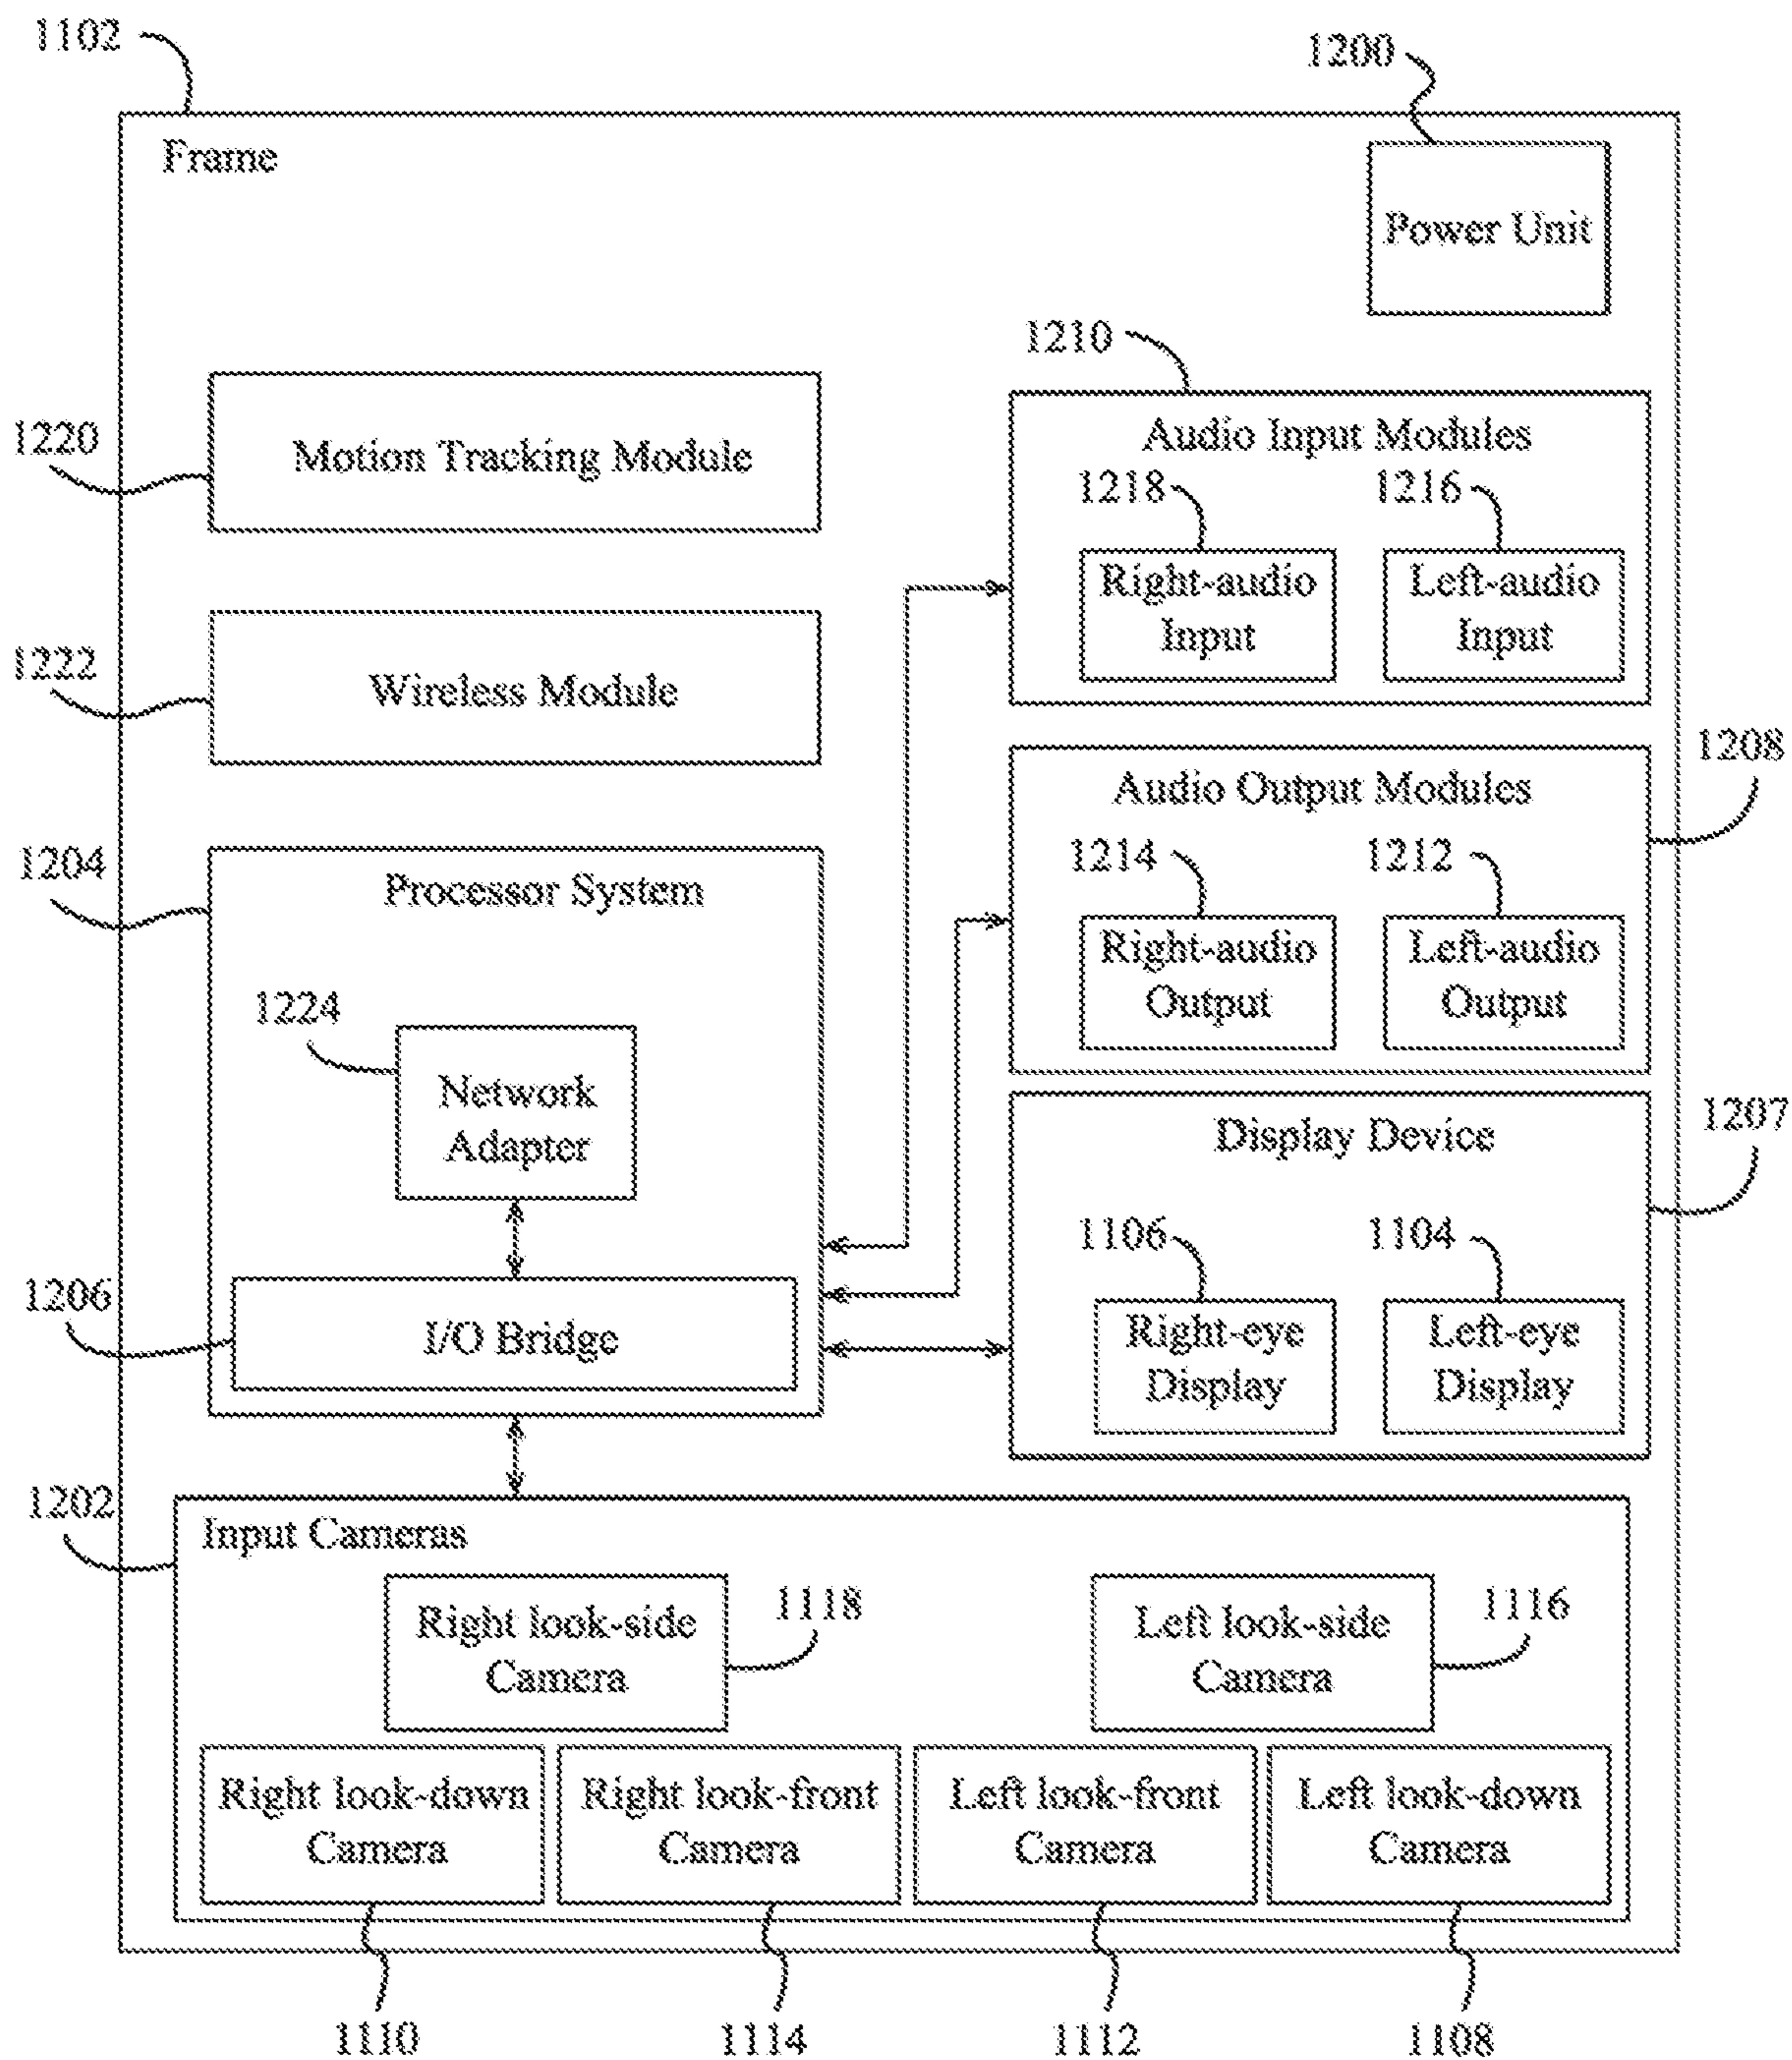 1102
1200
Frame
Power Unit
1210
1220
Motion Tracking Module
Audio Input Modules
1218
1216
Right-audio
Input
Left-audio
Input
1222
Wireless Module
1208
Audio Output Modules
1214
1212
Right-audio
Output
Left-audio
Output
1204
Processor System
1224
Network
Adapter
1207
Display Device
1106
1104
Right-eye
Display
Left-eye
Display
1206
I/O Bridge
1202
Input Cameras
Right look-side
Camera
1118
Left look-side
Camera
1116
Right look-down
Camera
Right look-front
Camera
Left look-front
Camera
Left look-down
Camera
1110
1114
1112
1108